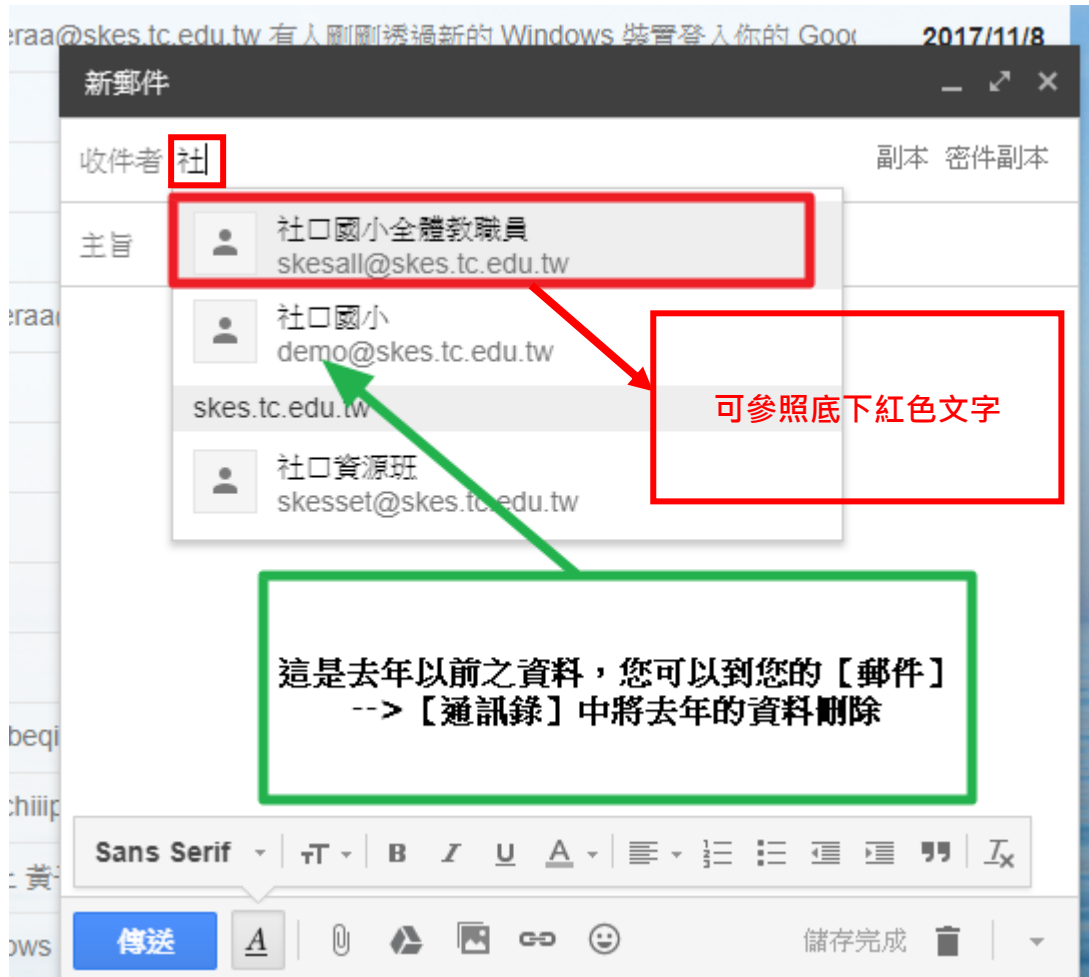 eraa@skes.tc.edu.tw 有人剛剛透過新的 Windows 裝置登入你的 Goo 2017/11/8
新郵件
收件者 社 副本 密件副本
社口國小全體教職員
主旨
skesall@skes.tc.edu.tw
社口國小
eraa
demo@skes.tc.edu.tw
skes.tc.edu.tw
可參照底下紅色文字
社口資源班
skesset@skes.tc.edu.tw
這是去年以前之資料，您可以到您的【郵件】
-->【通訊錄】中將去年的資料刪除
beqi
chiiip
Sans Serif T B I U A
黃
傳送 A 儲存完成
ows